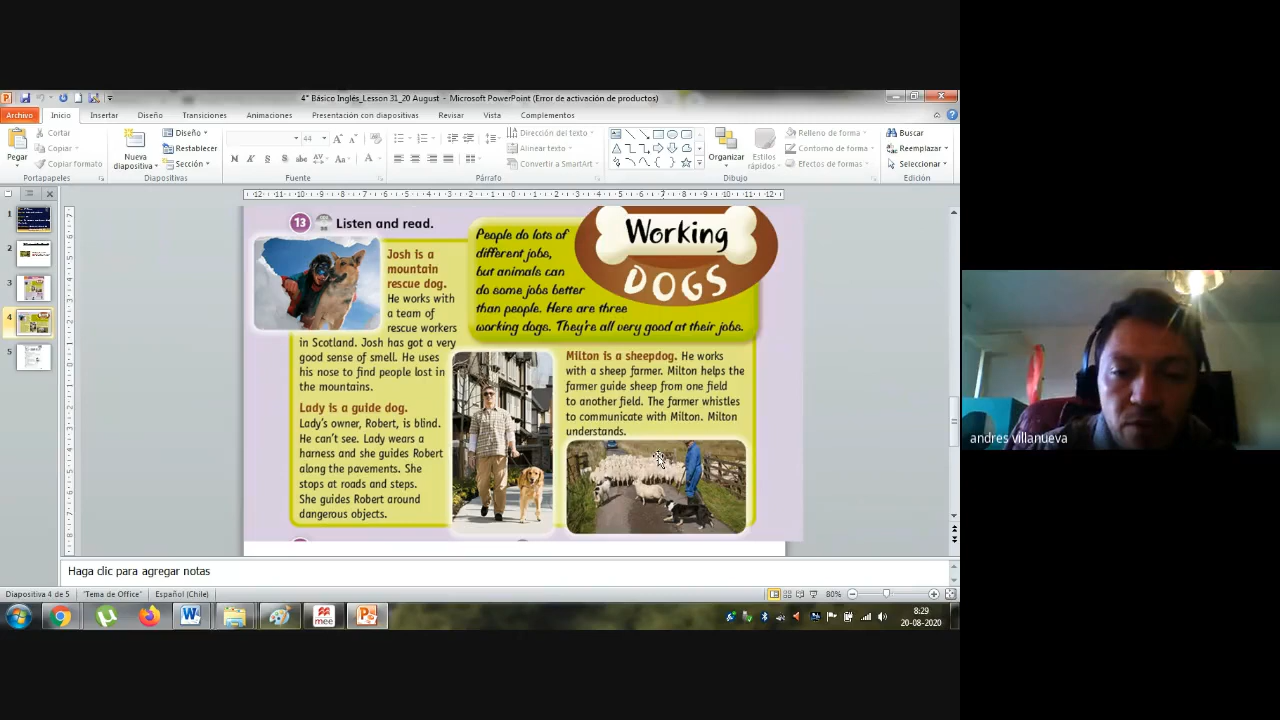 4° Básico Inglés_Lesson 31_20 August - Microsoft PowerPoint (Error de activación de productos)
Archivo Inicio Insertar Diseño Transiciones Animaciones Presentación con diapositivas Revisar Vista Complementos
Pegar
Cortar
Copiar
Copiar formato
Portapapeles
Nueva
diapositiva
Diseño
Restablecer
Sección
Diapositivas
44
N K S S abc AV Aa A
Fuente
Dirección del texto
Alinear texto
Convertir a SmartArt
Párrafo
Organizar
Estilos
rápidos
Relleno de forma
Contorno de forma
Efectos de formas
Dibujo
Buscar
Reemplazar
Seleccionar
Edición
1
2
3
4
5
13 Listen and read.
Working
DOGS
People do lots of
different jobs,
but animals can
do some jobs better
than people. Here are three
working dogs. They're all very good at their jobs.
Josh is a
mountain
rescue dog.
He works with
a team of
rescue workers
in Scotland. Josh has got a very
good sense of smell. He uses
his nose to find people lost in
the mountains.
Lady is a guide dog.
Lady's owner, Robert, is blind.
He can't see. Lady wears a
harness and she guides Robert
along the pavements. She
stops at roads and steps.
She guides Robert around
dangerous objects.
Milton is a sheepdog. He works
with a sheep farmer. Milton helps the
farmer guide sheep from one field
to another field. The farmer whistles
to communicate with Milton. Milton
understands.
Haga clic para agregar notas
Diapositiva 4 de 5 "Tema de Office" Español (Chile) 80%
mee
8:29
20-08-2020
andres villanueva